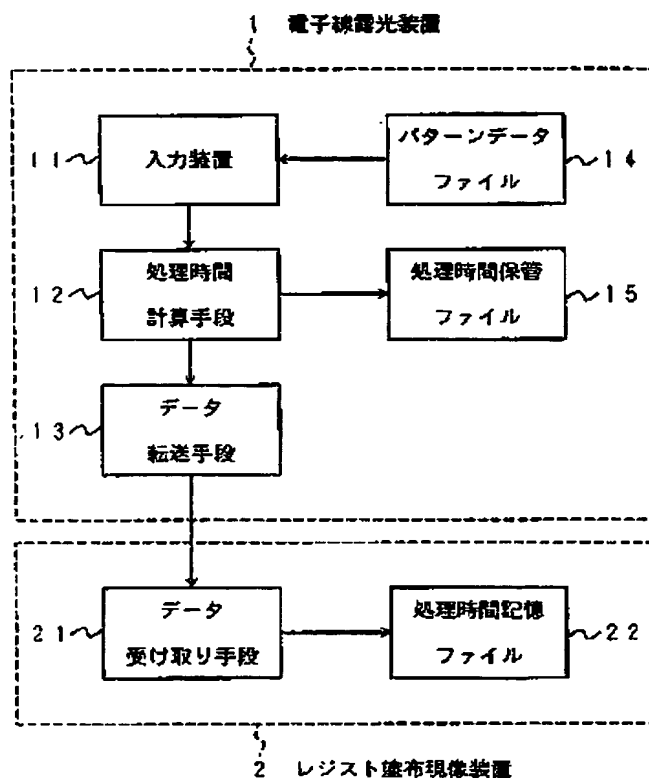 1 電子線露光装置
11
入力装置
パターンデータ
ファイル
14
12
処理時間
計算手段
処理時間保管
ファイル
15
13
データ
転送手段
21
データ
受け取り手段
処理時間記憶
ファイル
22
2 レジスト塗布現像装置